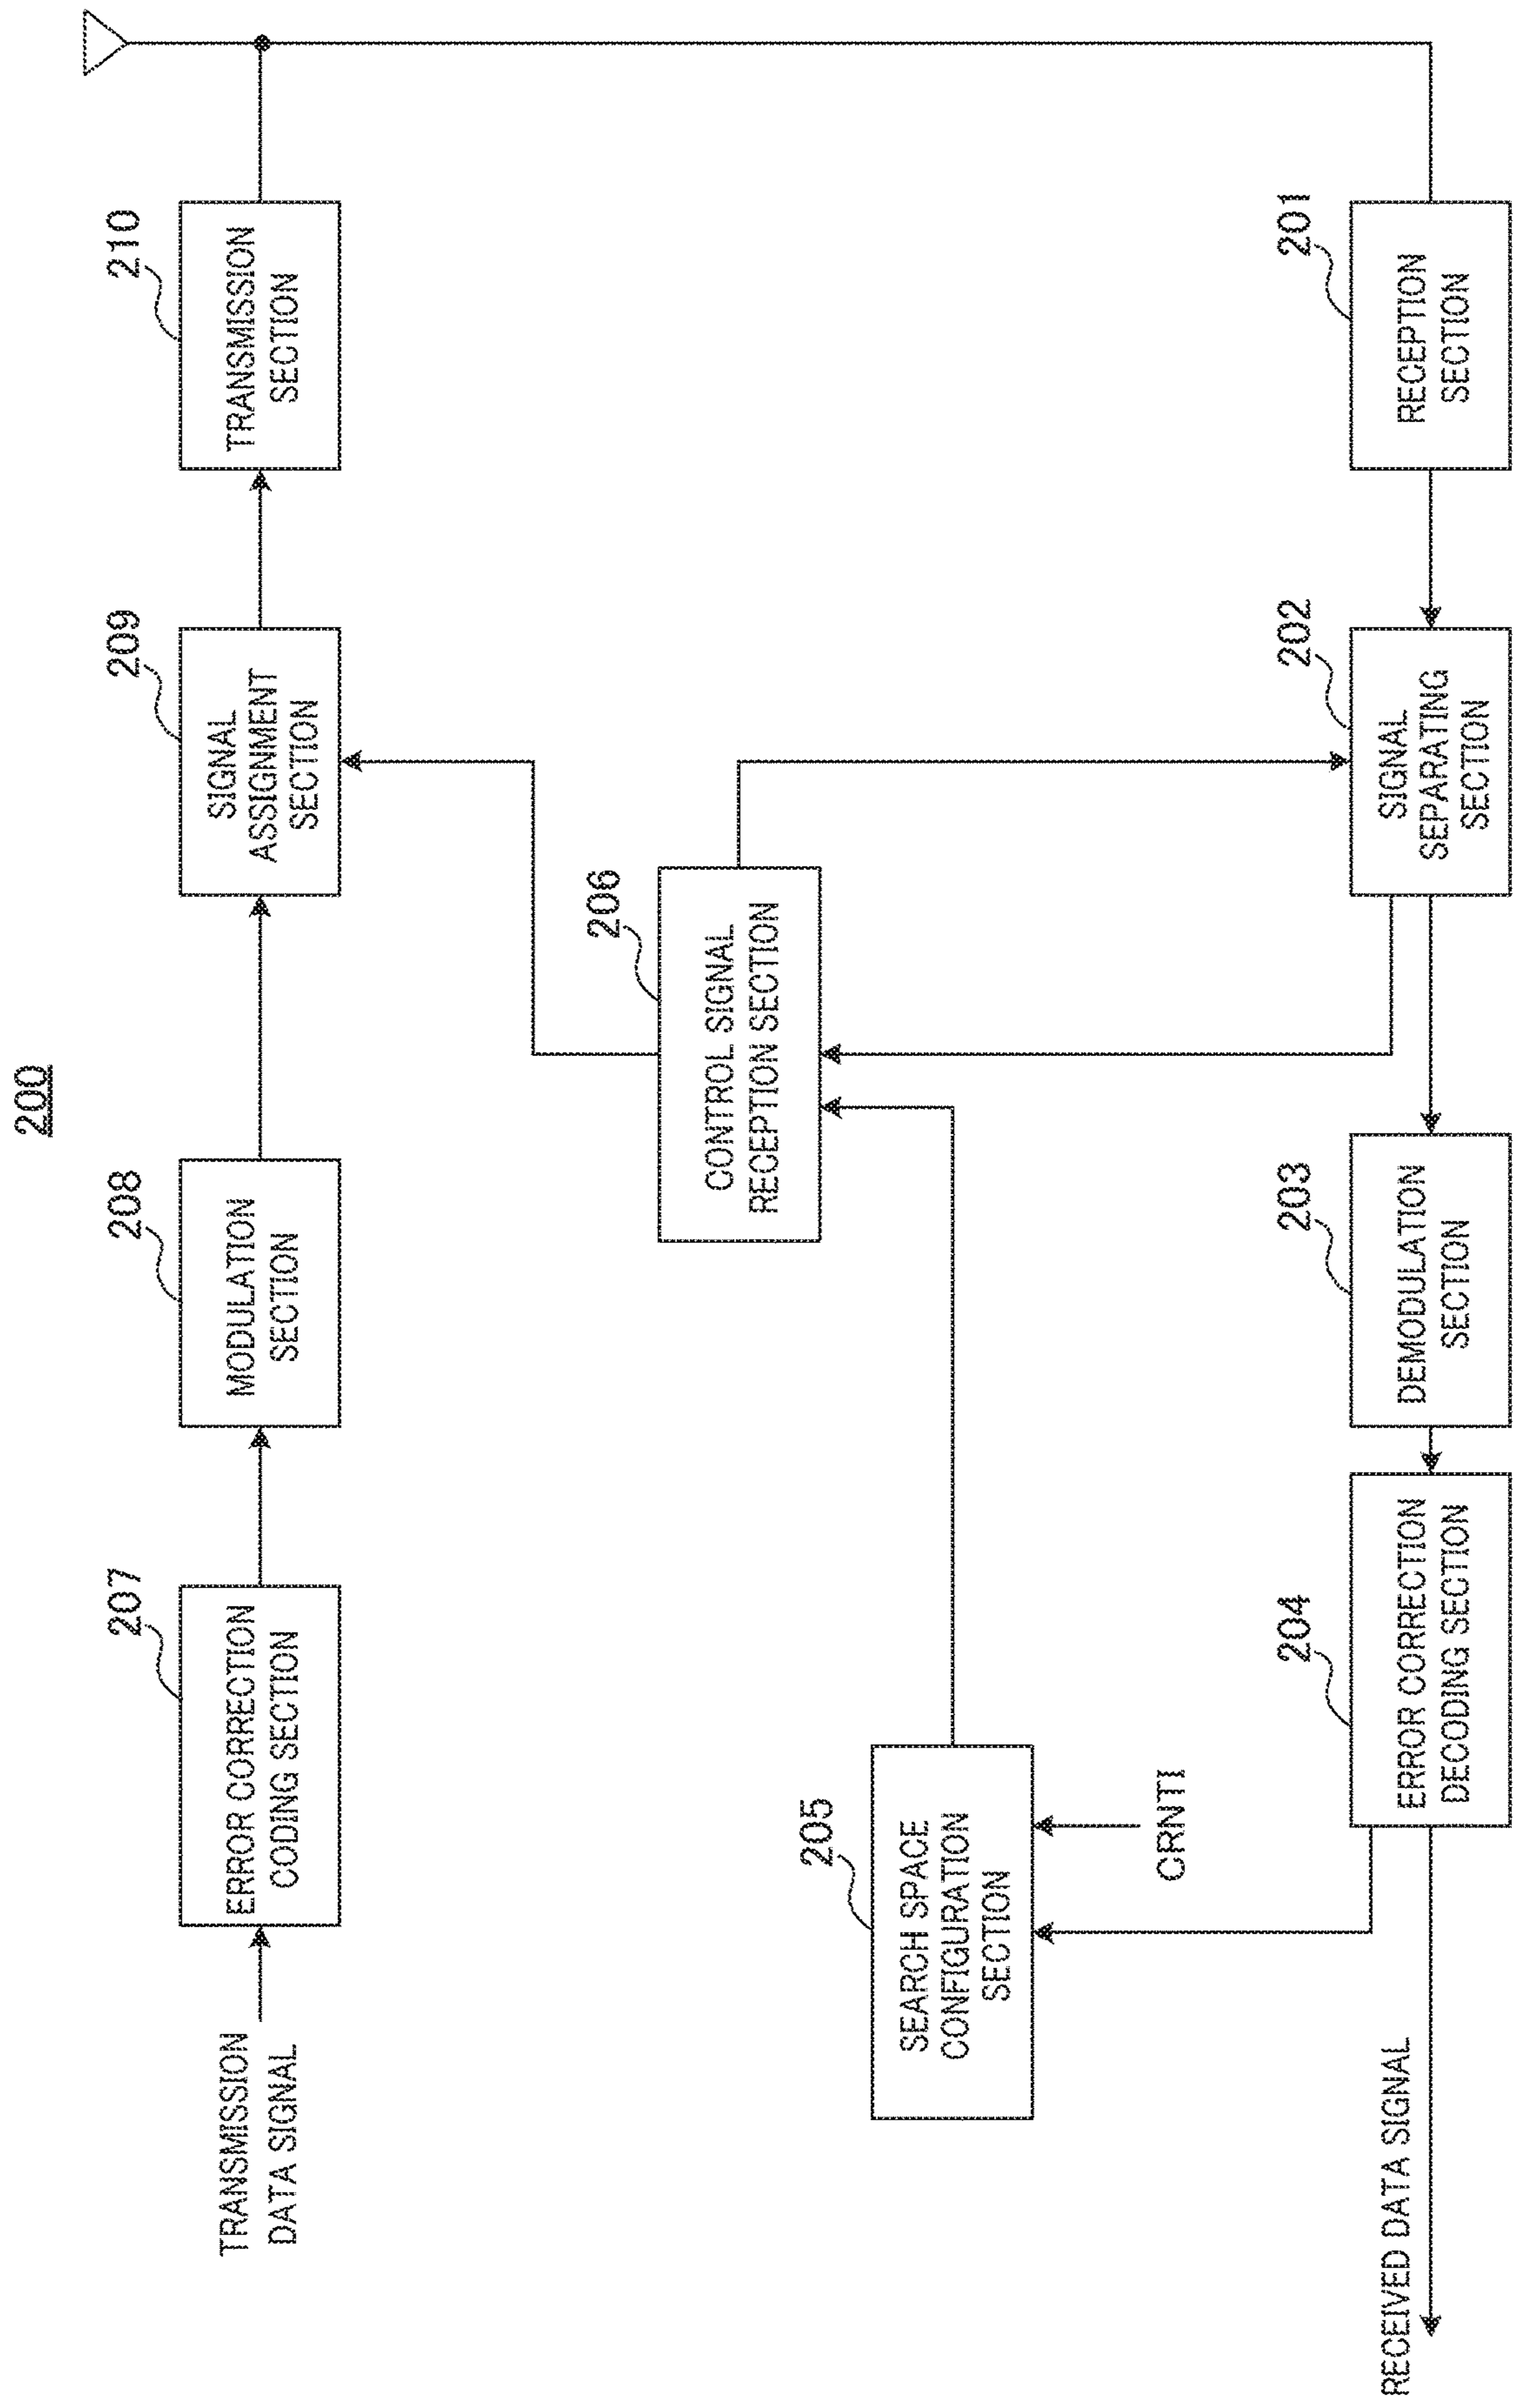 200
TRANSMISSION
DATA SIGNAL
207
ERROR CORRECTION
CODING SECTION
208
MODULATION
SECTION
209
SIGNAL
ASSIGNMENT
SECTION
210
TRANSMISSION
SECTION
206
CONTROL SIGNAL
RECEPTION SECTION
205
SEARCH SPACE
CONFIGURATION
SECTION
CRNTI
204
ERROR CORRECTION
DECODING SECTION
203
DEMODULATION
SECTION
202
SIGNAL
SEPARATING
SECTION
201
RECEPTION
SECTION
RECEIVED DATA SIGNAL